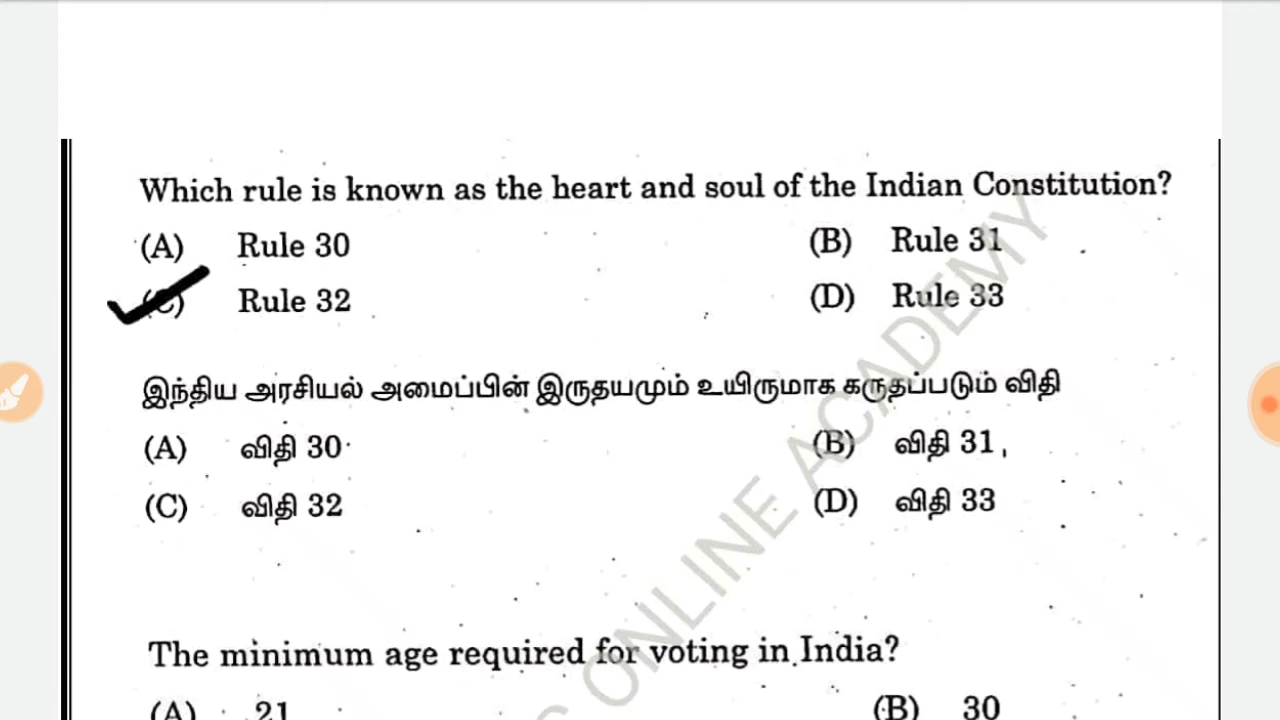 Which rule is known as the heart and soul of the Indian Constitution?
(A) Rule 30 (B) Rule 31
(C) Rule 32 (D) Rule 33
இந்திய அரசியல் அமைப்பின் இருதயமும் உயிருமாக கருதப்படும் விதி
(A) விதி 30 (B) விதி 31
(C) விதி 32 (D) விதி 33
The minimum age required for voting in India?
(A) 21 (B) 30
ONLINE ACADEMY